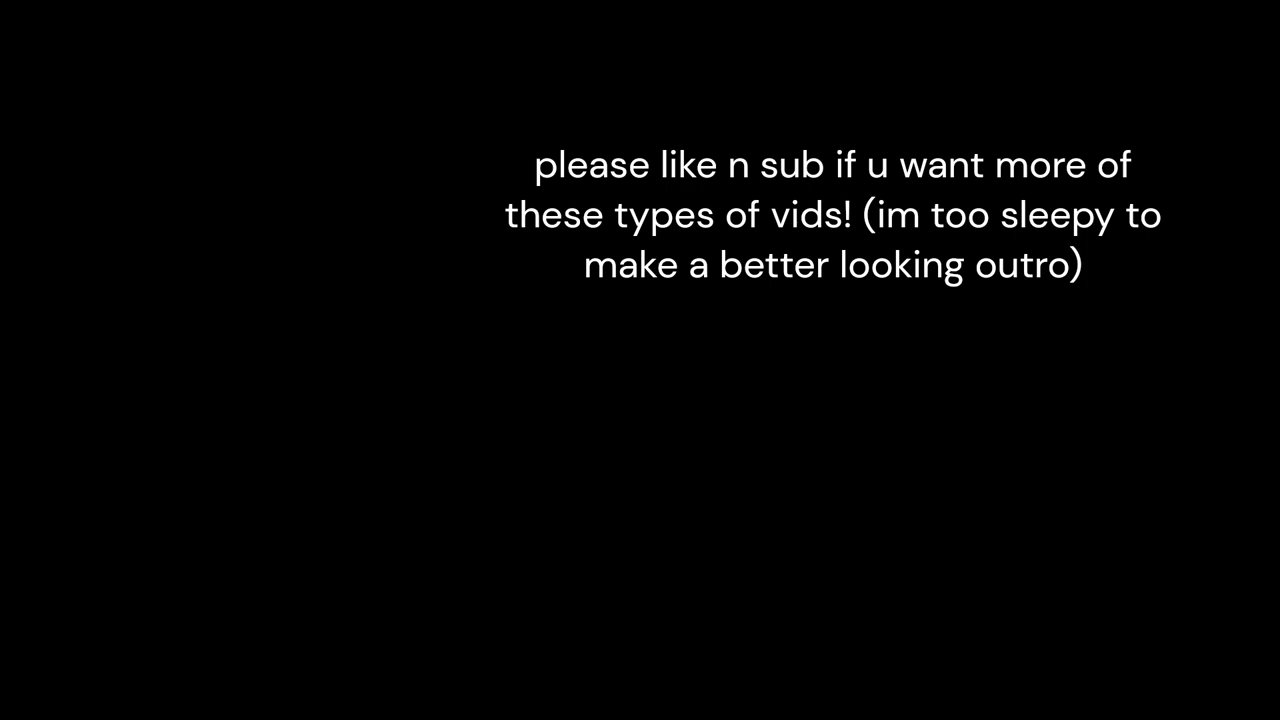 please like n sub if u want more of
these types of vids! (im too sleepy to
make a better looking outro)